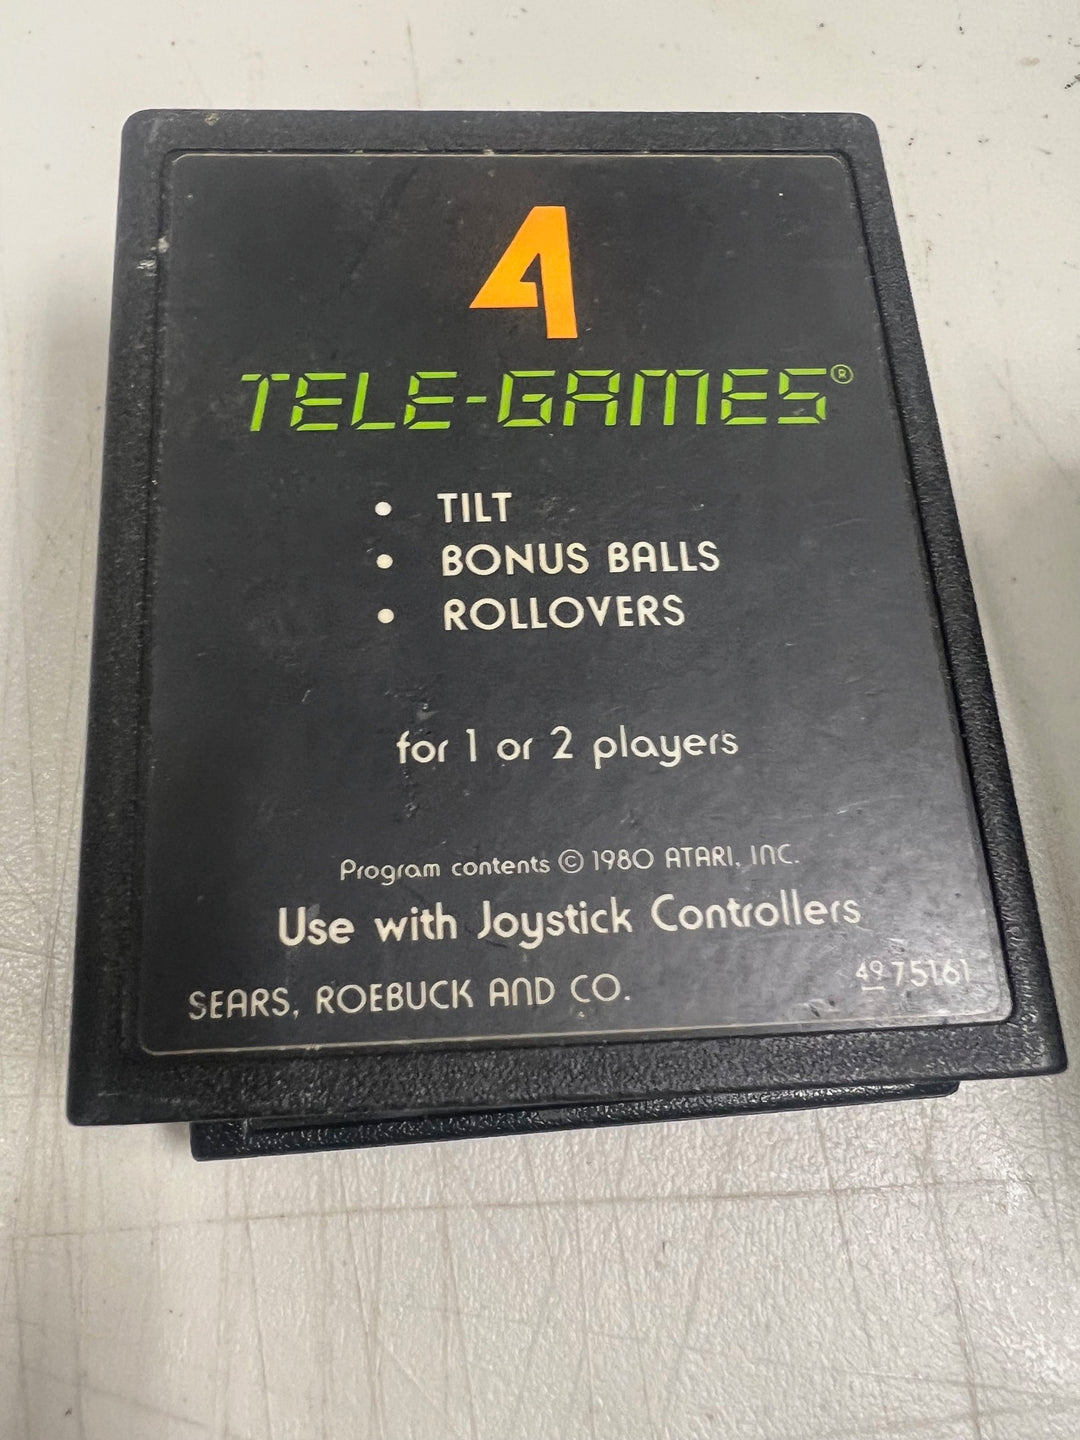 4
TELE-GAMES®
• TILT
• BONUS BALLS
• ROLLOVERS
for 1 or 2 players
Program contents © 1980 ATARI, INC.
Use with Joystick Controllers
SEARS, ROEBUCK AND CO. 49 75161